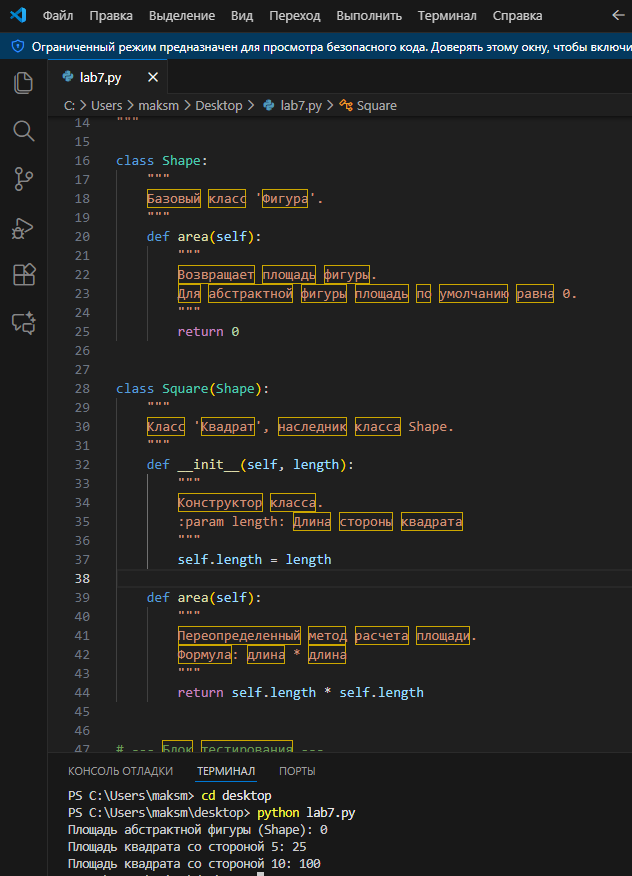 Файл Правка Выделение Вид Переход Выполнить Терминал Справка
Ограниченный режим предназначен для просмотра безопасного кода. Доверять этому окну, чтобы включи
lab7.py
C: > Users > maksm > Desktop > lab7.py > Square
14 """
15
16 class Shape:
17 """
18 Базовый класс 'Фигура'.
19 """
20 def area(self):
21 """
22 Возвращает площадь фигуры.
23 Для абстрактной фигуры площадь по умолчанию равна 0.
24 """
25 return 0
26
27
28 class Square(Shape):
29 """
30 Класс 'Квадрат', наследник класса Shape.
31 """
32 def __init__(self, length):
33 """
34 Конструктор класса.
35 :param length: Длина стороны квадрата
36 """
37 self.length = length
38
39 def area(self):
40 """
41 Переопределенный метод расчета площади.
42 Формула: длина * длина
43 """
44 return self.length * self.length
45
46
47 # --- Блок тестирования ---
КОНСОЛЬ ОТЛАДКИ ТЕРМИНАЛ ПОРТЫ
PS C:\Users\maksm> cd desktop
PS C:\Users\maksm\desktop> python lab7.py
Площадь абстрактной фигуры (Shape): 0
Площадь квадрата со стороной 5: 25
Площадь квадрата со стороной 10: 100